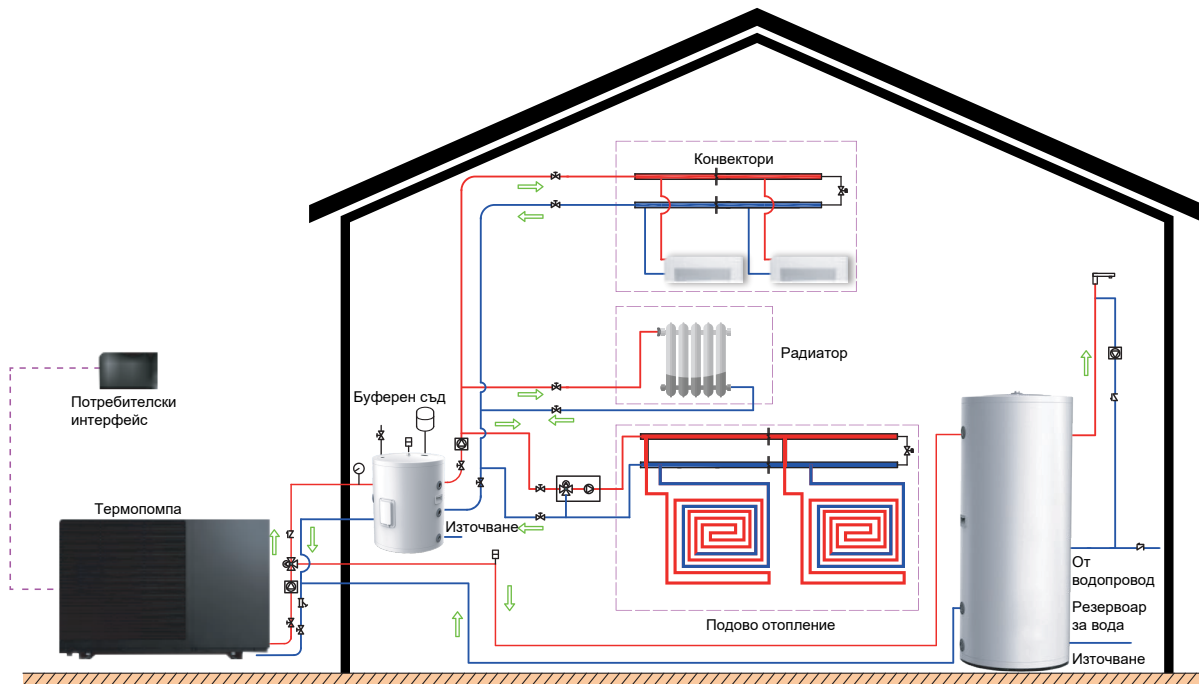 Конвектори
Радиатор
Потребителски
интерфейс
Буферен съд
Термопомпа
Източване
От
водопровод
Резервоар
за вода
Подово отопление
Източване